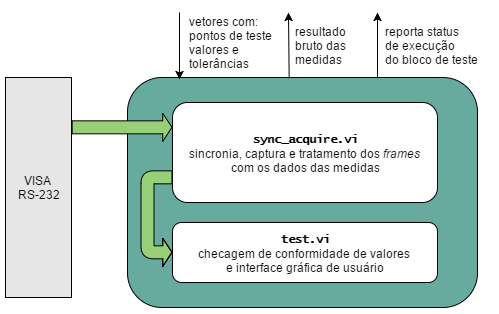 vetores com:
pontos de teste
valores e
tolerâncias
resultado
bruto das
medidas
reporta status
de execução
do bloco de teste
VISA
RS-232
sync_acquire.vi
sincronia, captura e tratamento dos frames
com os dados das medidas
test.vi
checagem de conformidade de valores
e interface gráfica de usuário